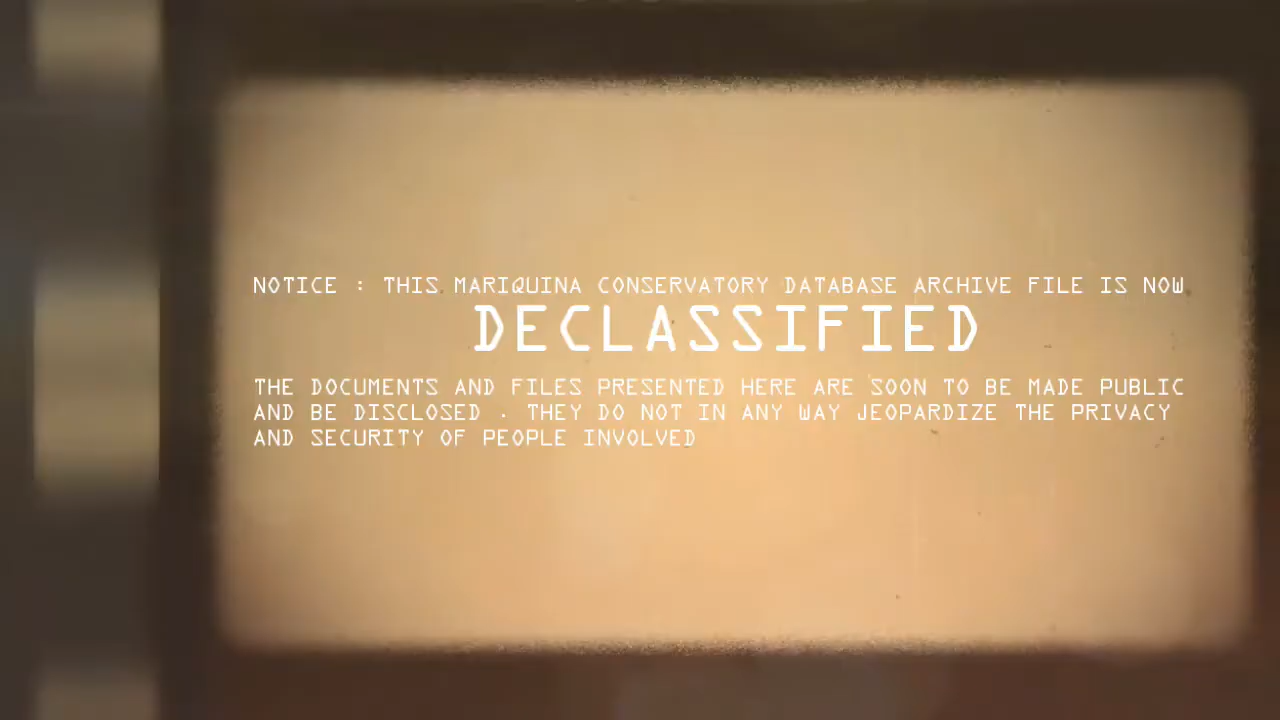 NOTICE : THIS MARIQUINA CONSERVATORY DATABASE ARCHIVE FILE IS NOW
DECLASSIFIED
THE DOCUMENTS AND FILES PRESENTED HERE ARE SOON TO BE MADE PUBLIC
AND BE DISCLOSED . THEY DO NOT IN ANY WAY JEOPARDIZE THE PRIVACY
AND SECURITY OF PEOPLE INVOLVED